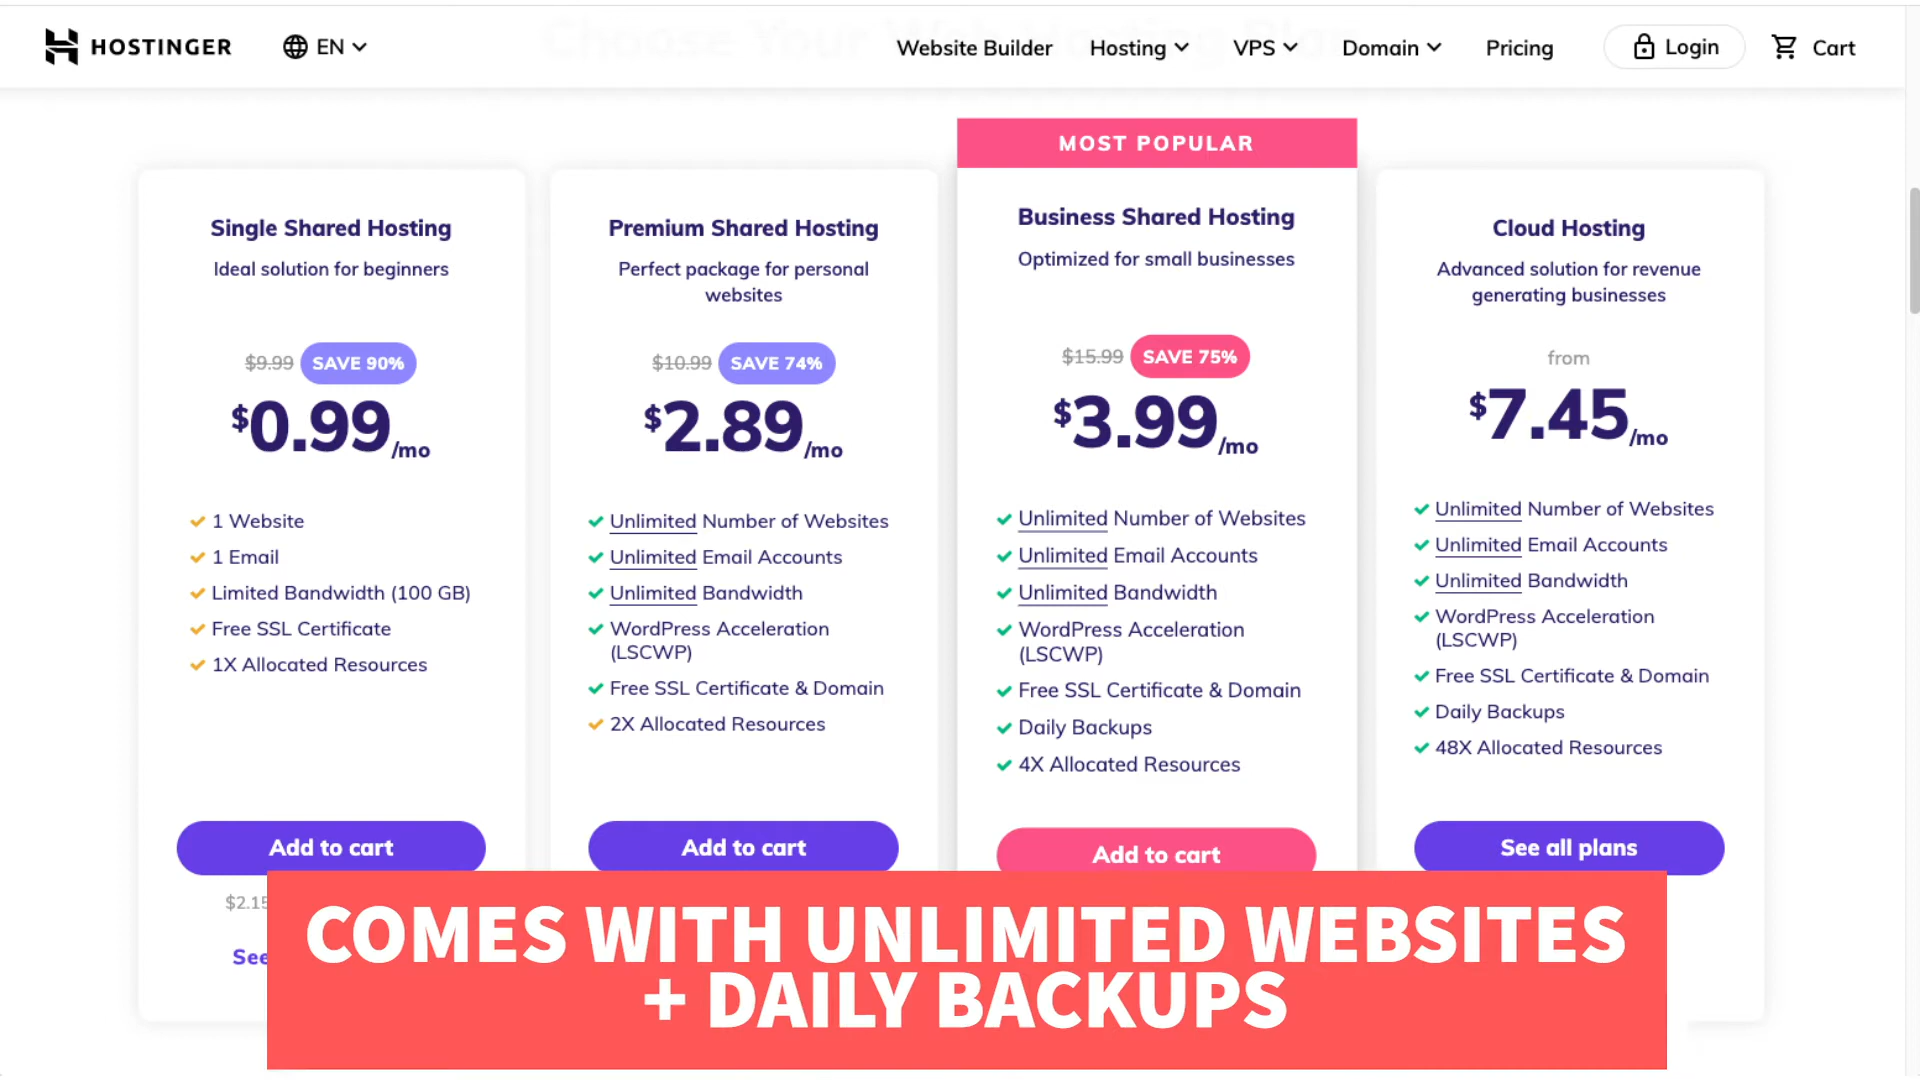 HOSTINGER
EN
Website Builder
Hosting
VPS
Domain
Pricing
Login
Cart
Choose Your Web Hosting Plan
MOST POPULAR
Single Shared Hosting
Ideal solution for beginners
$9.99 SAVE 90%
$0.99/mo
1 Website
1 Email
Limited Bandwidth (100 GB)
Free SSL Certificate
1X Allocated Resources
Add to cart
$2.15
See
Premium Shared Hosting
Perfect package for personal
websites
$10.99 SAVE 74%
$2.89/mo
Unlimited Number of Websites
Unlimited Email Accounts
Unlimited Bandwidth
WordPress Acceleration
(LSCWP)
Free SSL Certificate & Domain
2X Allocated Resources
Add to cart
Business Shared Hosting
Optimized for small businesses
$15.99 SAVE 75%
$3.99/mo
Unlimited Number of Websites
Unlimited Email Accounts
Unlimited Bandwidth
WordPress Acceleration
(LSCWP)
Free SSL Certificate & Domain
Daily Backups
4X Allocated Resources
Add to cart
Cloud Hosting
Advanced solution for revenue
generating businesses
from
$7.45/mo
Unlimited Number of Websites
Unlimited Email Accounts
Unlimited Bandwidth
WordPress Acceleration
(LSCWP)
Free SSL Certificate & Domain
Daily Backups
48X Allocated Resources
See all plans
COMES WITH UNLIMITED WEBSITES
+ DAILY BACKUPS